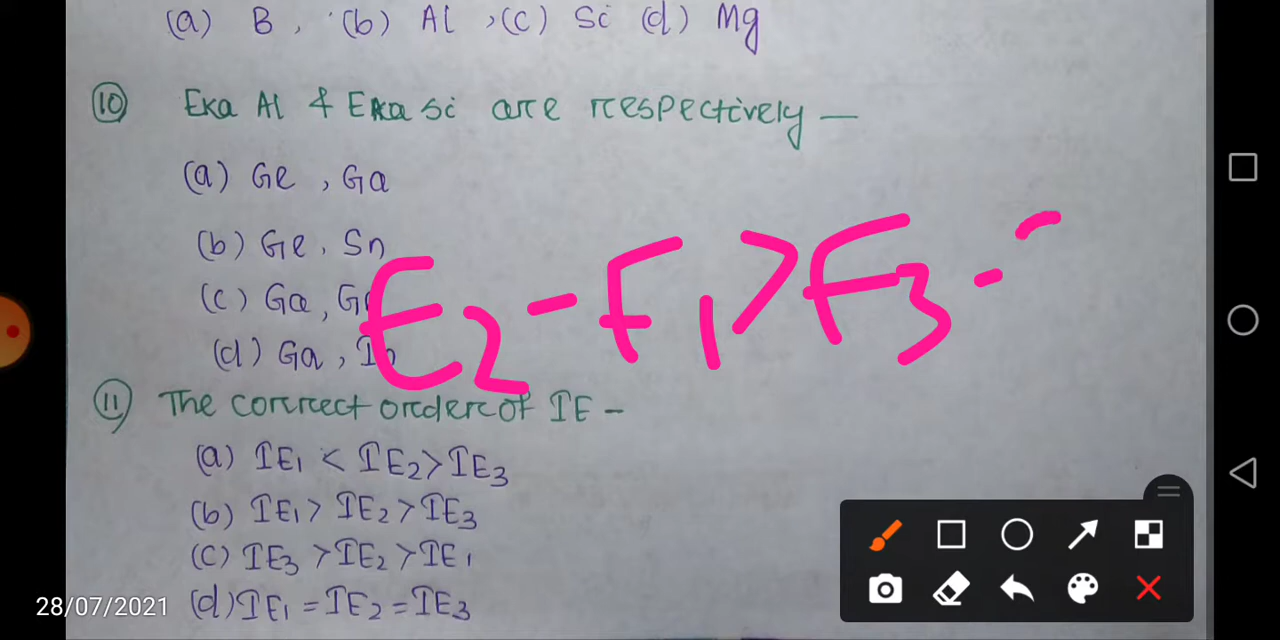 (a) B, (b) Al, (c) Si (d) Mg
(10) Eka Al & Eka si are respectively —
(a) Ge, Ga
(b) Ge, Sn
(c) Ga,
(d) Ga,
E2 - F1 > F3 -
(11) The correct order of IE -
(a) IE1 < IE2 > IE3
(b) IE1 > IE2 > IE3
(c) IE3 > IE2 > IE1
(d) IE1 = IE2 = IE3
28/07/2021